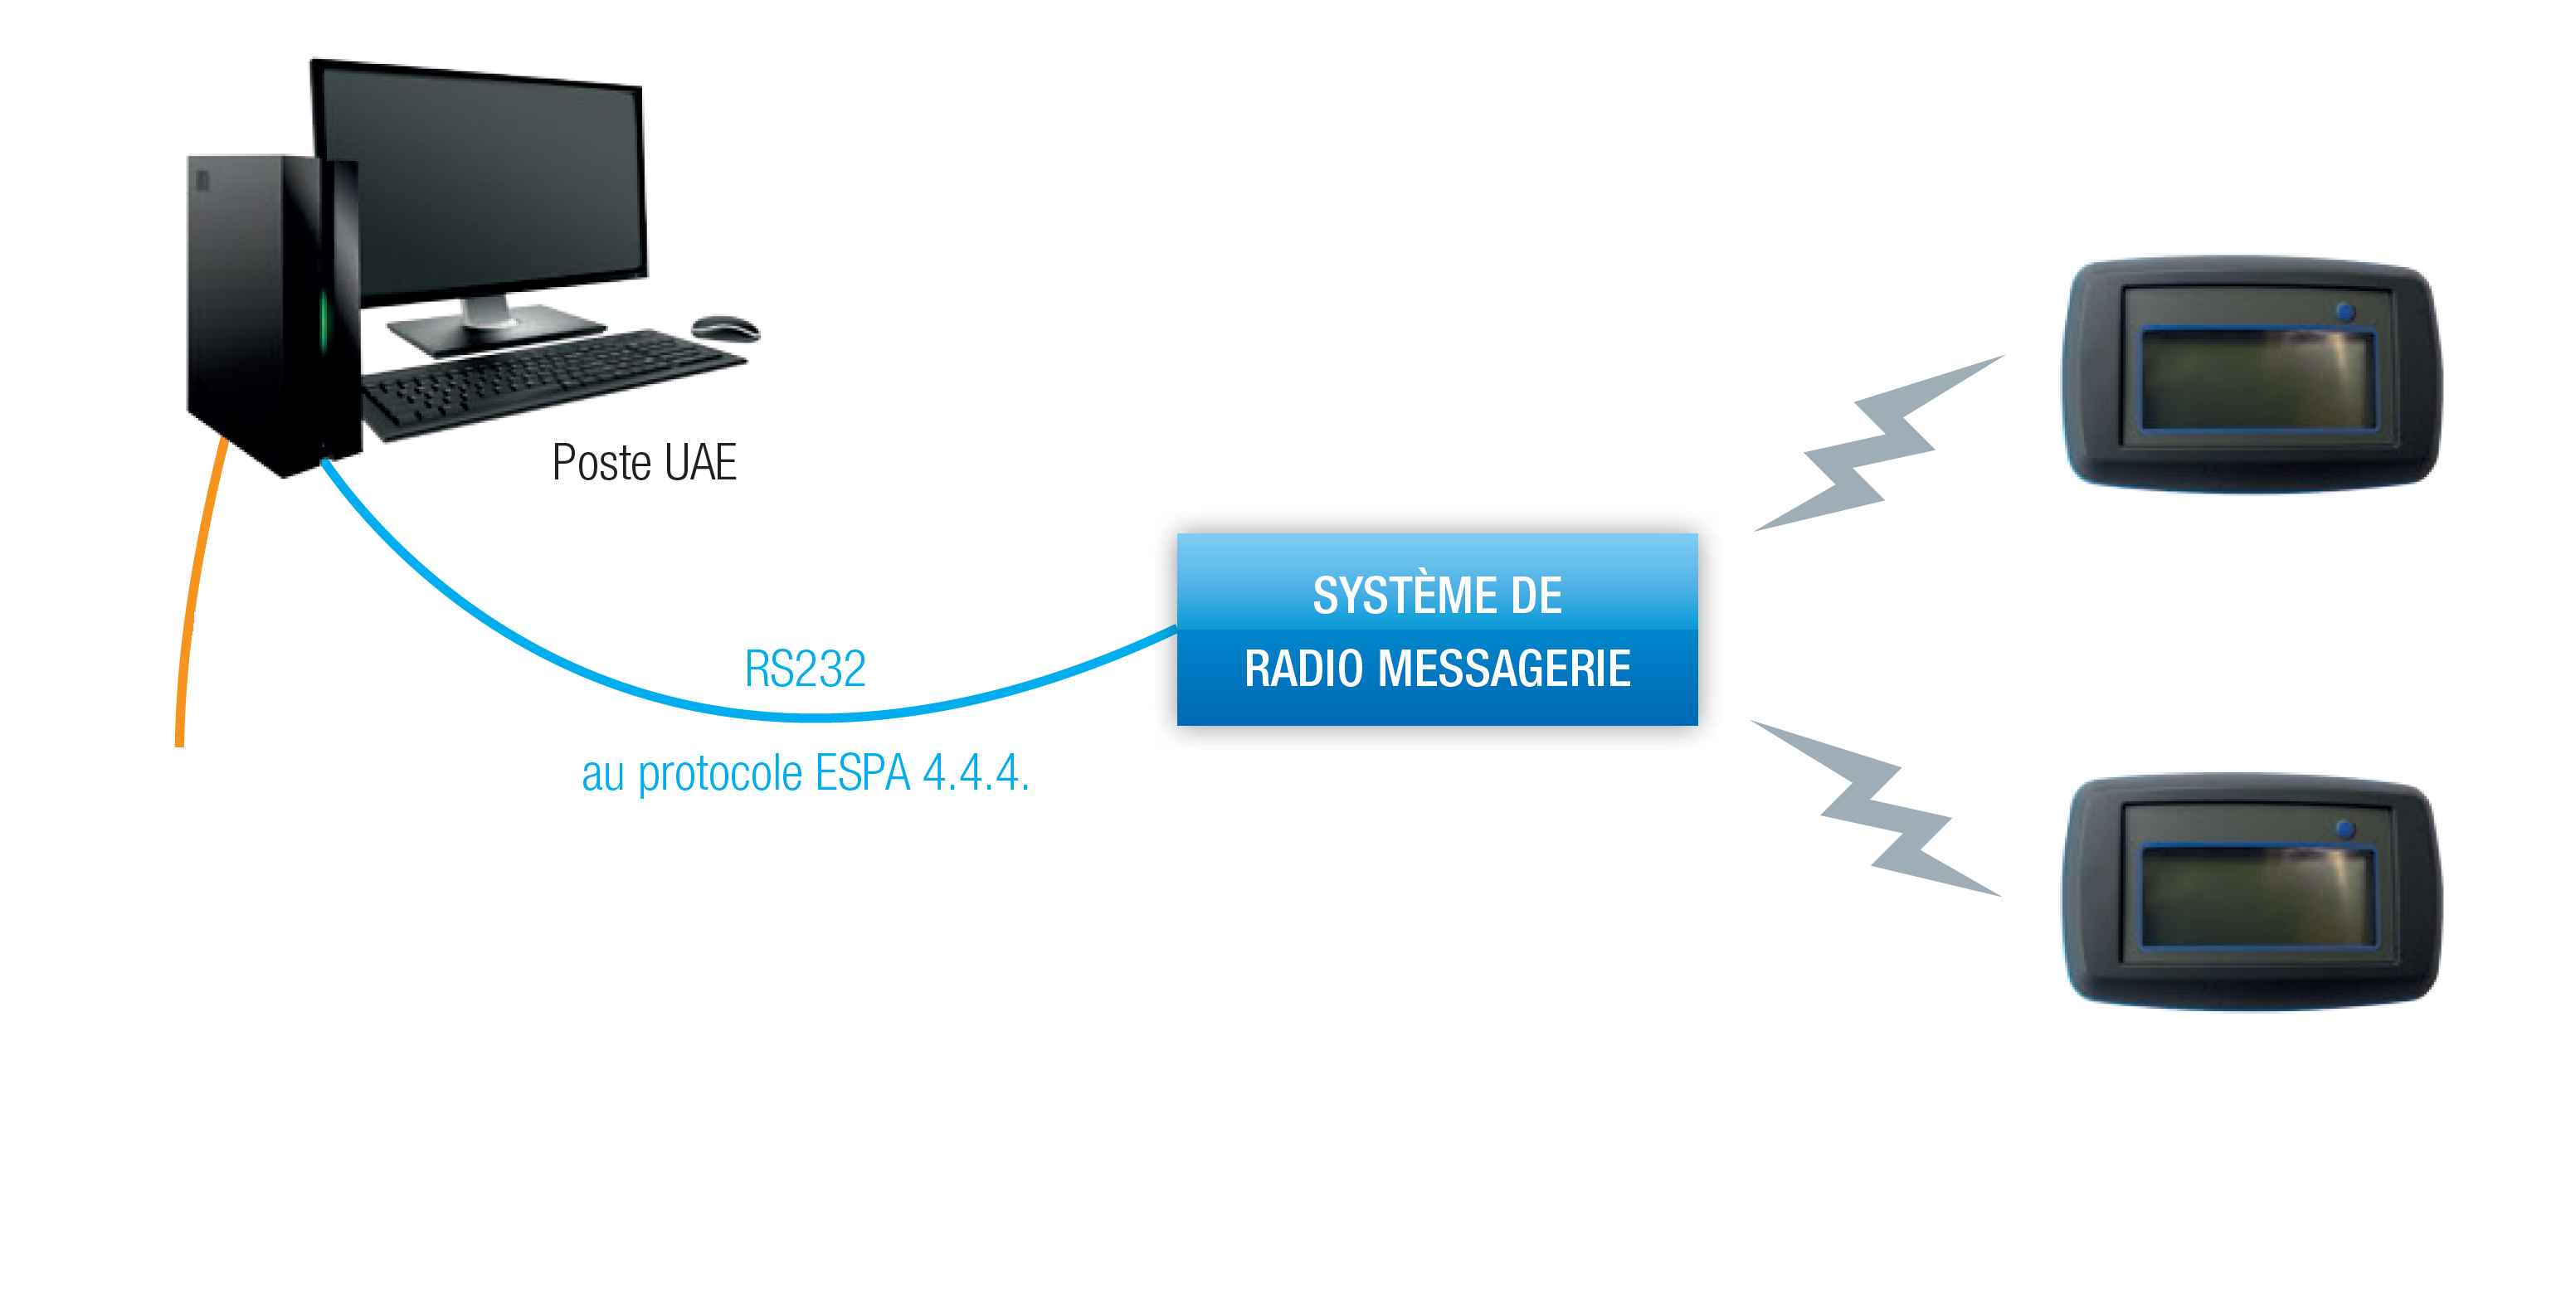 Poste UAE
SYSTÈME DE
RADIO MESSAGERIE
RS232
au protocole ESPA 4.4.4.